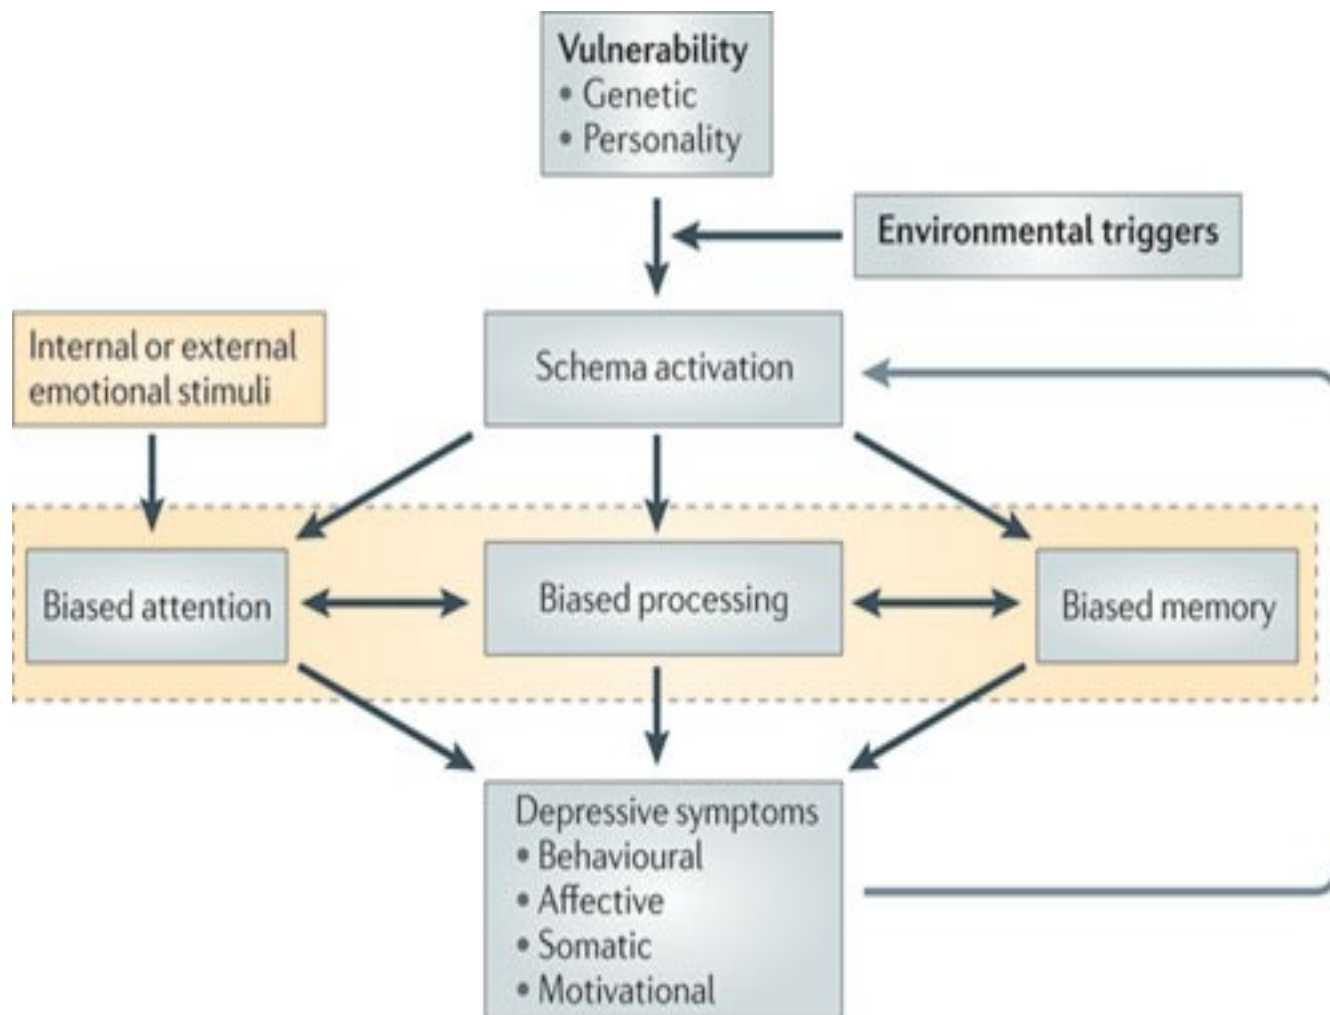 Vulnerability
• Genetic
• Personality
Environmental triggers
Internal or external
emotional stimuli
Schema activation
Biased attention
Biased processing
Biased memory
Depressive symptoms
• Behavioural
• Affective
• Somatic
• Motivational